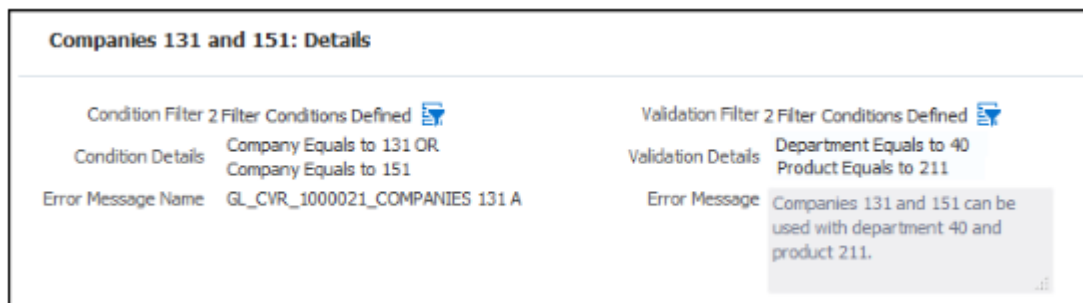 Companies 131 and 151: Details
Condition Filter 2 Filter Conditions Defined
Condition Details Company Equals to 131 OR
Company Equals to 151
Error Message Name GL_CVR_1000021_COMPANIES 131 A
Validation Filter 2 Filter Conditions Defined
Validation Details Department Equals to 40
Product Equals to 211
Error Message Companies 131 and 151 can be
used with department 40 and
product 211.